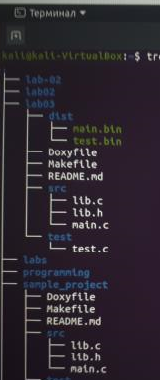 Терминал
kali@kali-VirtualBox:~$ tre
lab-02
lab02
lab03
dist
main.bin
test.bin
Doxyfile
Makefile
README.md
src
lib.c
lib.h
main.c
test
test.c
labs
programming
sample_project
Doxyfile
Makefile
README.md
src
lib.c
lib.h
main.c